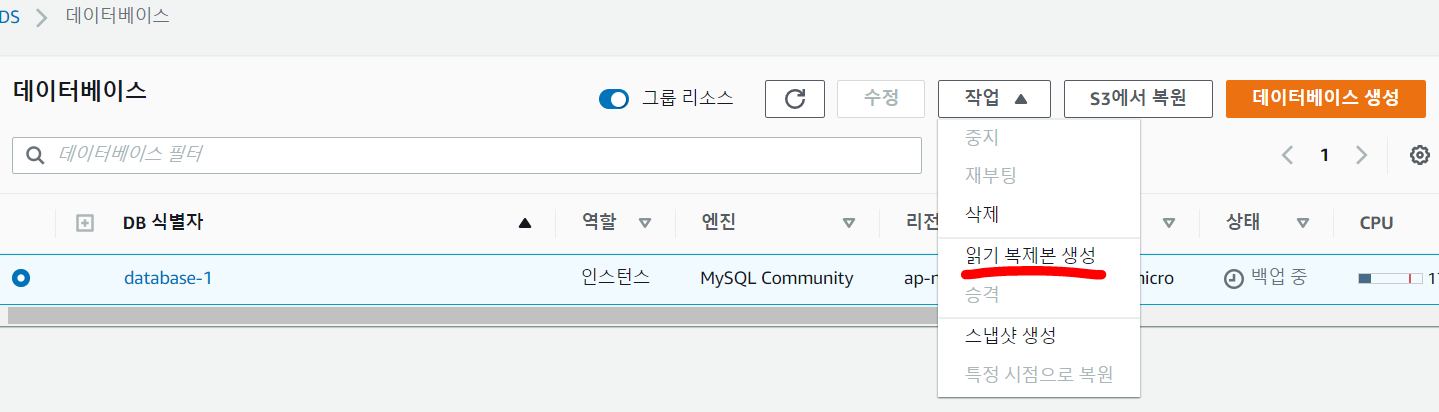 DS > 데이터베이스
데이터베이스
그룹 리소스
수정
작업
S3에서 복원
데이터베이스 생성
데이터베이스 필터
1
중지
재부팅
삭제
읽기 복제본 생성
승격
스냅샷 생성
특정 시점으로 복원
DB 식별자 역할 엔진 리전 상태 CPU
database-1 인스턴스 MySQL Community ap-n micro 백업 중